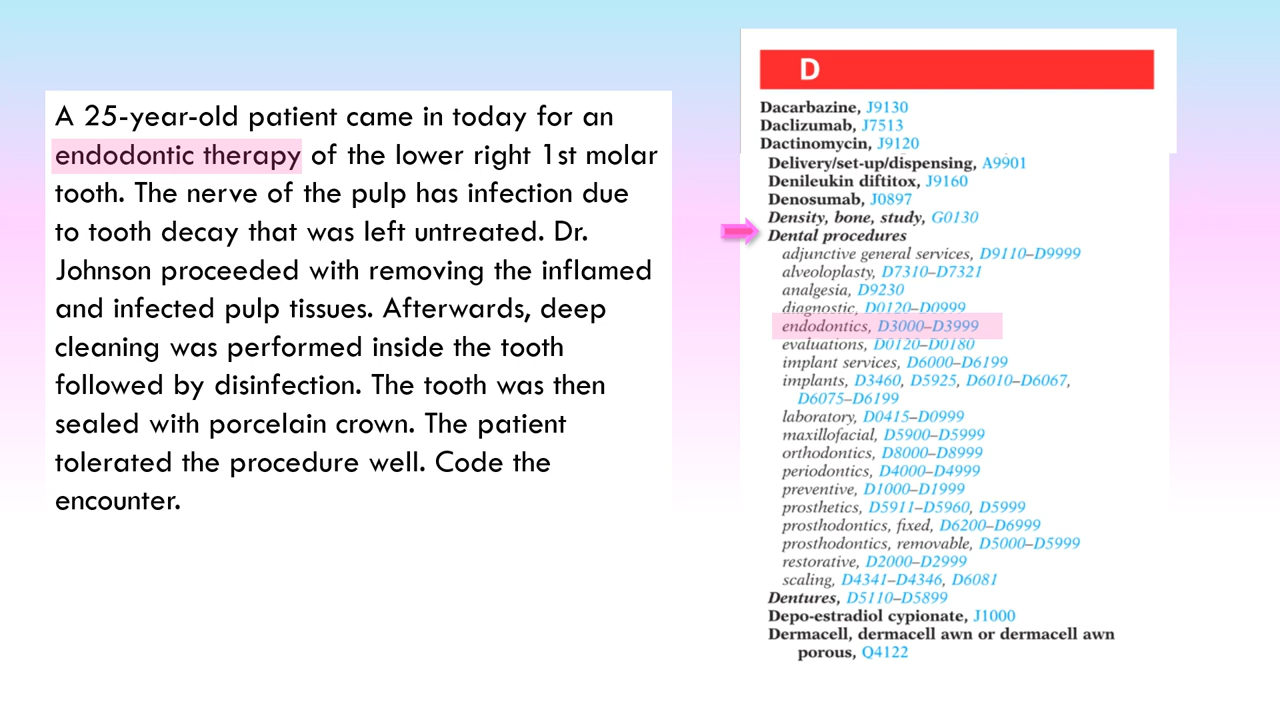 A 25-year-old patient came in today for an
endodontic therapy of the lower right 1st molar
tooth. The nerve of the pulp has infection due
to tooth decay that was left untreated. Dr.
Johnson proceeded with removing the inflamed
and infected pulp tissues. Afterwards, deep
cleaning was performed inside the tooth
followed by disinfection. The tooth was then
sealed with porcelain crown. The patient
tolerated the procedure well. Code the
encounter.
D
Dacarbazine, J9130
Daclizumab, J7513
Dactinomycin, J9120
Delivery/set-up/dispensing, A9901
Denileukin diftitox, J9160
Denosumab, J0897
Density, bone, study, G0130
Dental procedures
adjunctive general services, D9110–D9999
alveoloplasty, D7310–D7321
analgesia, D9230
diagnostic, D0120–D0999
endodontics, D3000–D3999
evaluations, D0120–D0180
implant services, D6000–D6199
implants, D3460, D5925, D6010–D6067,
D6075–D6199
laboratory, D0415–D0999
maxillofacial, D5900–D5999
orthodontics, D8000–D8999
periodontics, D4000–D4999
preventive, D1000–D1999
prosthetics, D5911–D5960, D5999
prosthodontics, fixed, D6200–D6999
prosthodontics, removable, D5000–D5999
restorative, D2000–D2999
scaling, D4341–D4346, D6081
Dentures, D5110–D5899
Depo-estradiol cypionate, J1000
Dermacell, dermacell awn or dermacell awn
porous, Q4122